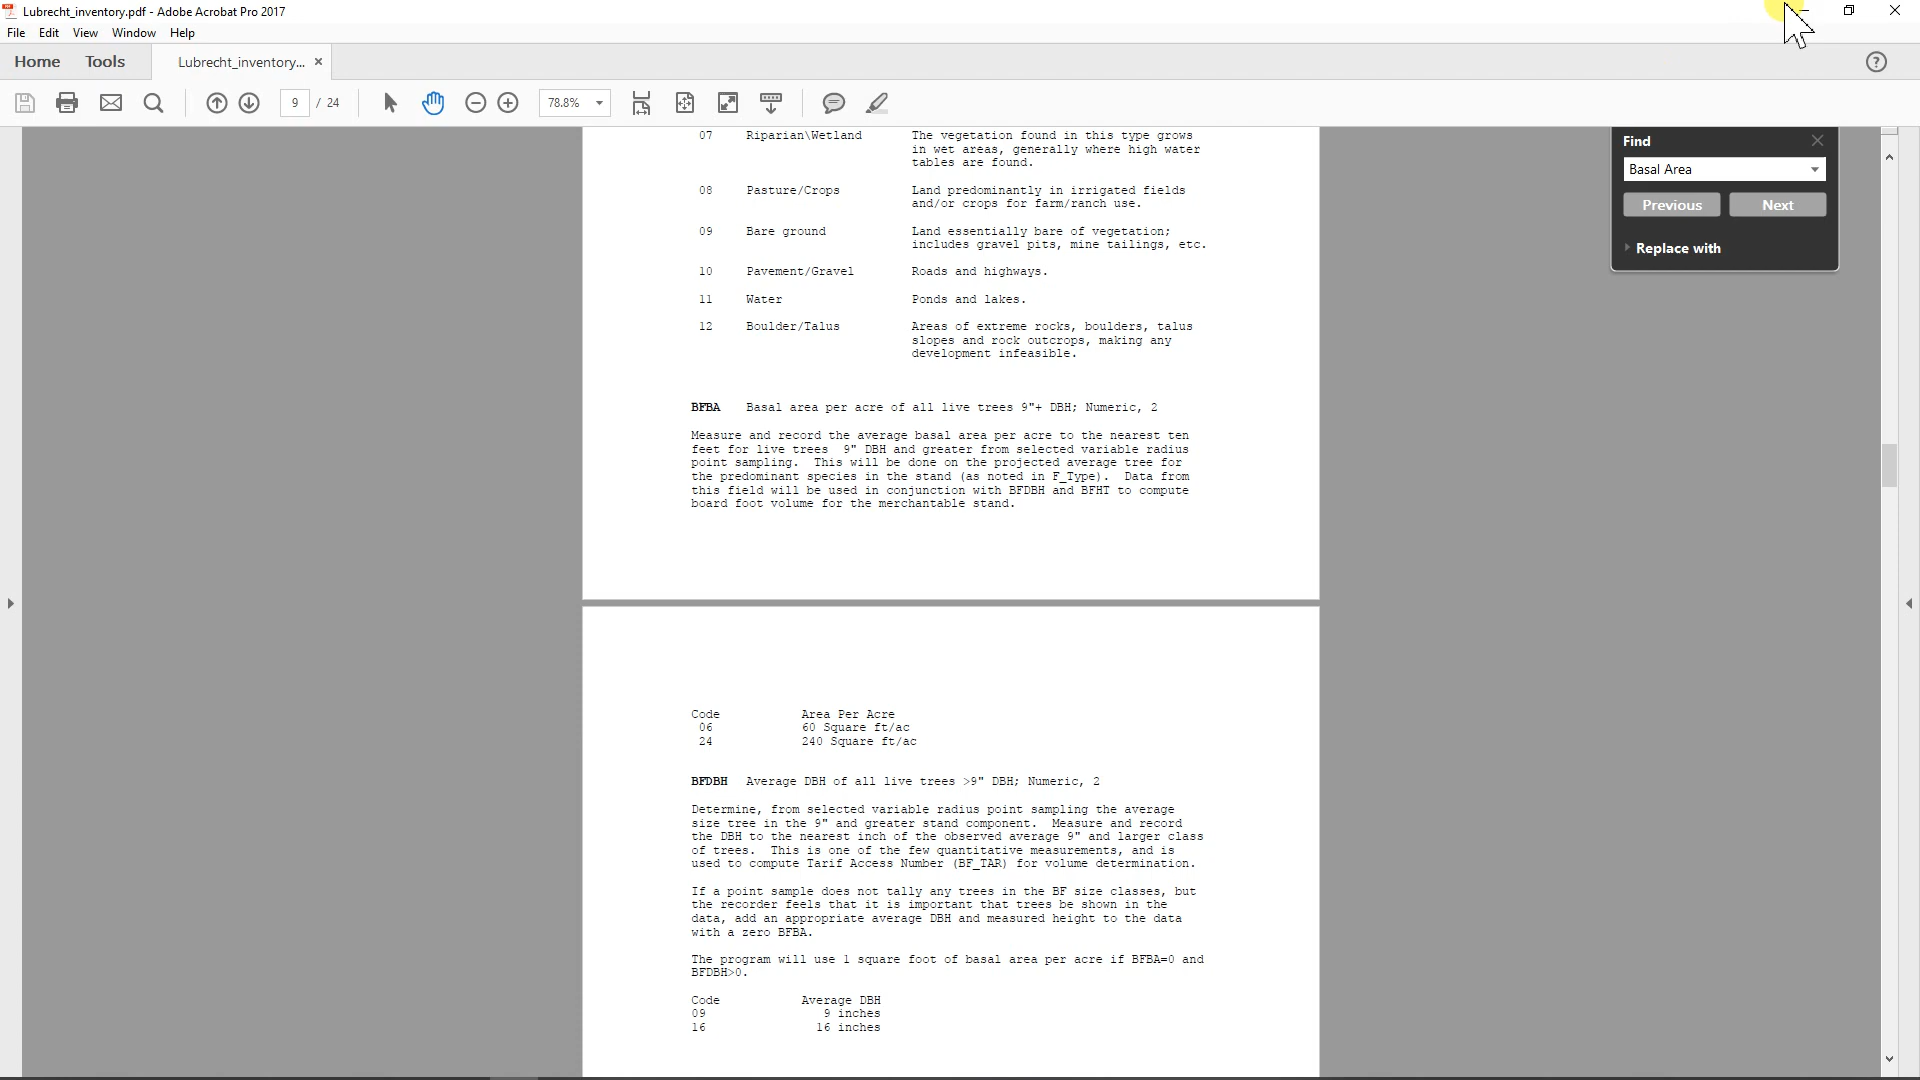 Lubrecht_inventory.pdf - Adobe Acrobat Pro 2017
File Edit View Window Help
Home Tools Lubrecht_inventory... ×
9 / 24 78.8%
07 Riparian\Wetland The vegetation found in this type grows
in wet areas, generally where high water
tables are found.
08 Pasture/Crops Land predominantly in irrigated fields
and/or crops for farm/ranch use.
09 Bare ground Land essentially bare of vegetation;
includes gravel pits, mine tailings, etc.
10 Pavement/Gravel Roads and highways.
11 Water Ponds and lakes.
12 Boulder/Talus Areas of extreme rocks, boulders, talus
slopes and rock outcrops, making any
development infeasible.
BFBA Basal area per acre of all live trees 9"+ DBH; Numeric, 2
Measure and record the average basal area per acre to the nearest ten
feet for live trees 9" DBH and greater from selected variable radius
point sampling. This will be done on the projected average tree for
the predominant species in the stand (as noted in F_Type). Data from
this field will be used in conjunction with BFDBH and BFHT to compute
board foot volume for the merchantable stand.
Code Area Per Acre
06 60 Square ft/ac
24 240 Square ft/ac
BFDBH Average DBH of all live trees >9" DBH; Numeric, 2
Determine, from selected variable radius point sampling the average
size tree in the 9" and greater stand component. Measure and record
the DBH to the nearest inch of the observed average 9" and larger class
of trees. This is one of the few quantitative measurements, and is
used to compute Tarif Access Number (BF_TAR) for volume determination.
If a point sample does not tally any trees in the BF size classes, but
the recorder feels that it is important that trees be shown in the
data, add an appropriate average DBH and measured height to the data
with a zero BFBA.
The program will use 1 square foot of basal area per acre if BFBA=0 and
BFDBH>0.
Code Average DBH
09 9 inches
16 16 inches
Find
Basal Area
Previous Next
Replace with